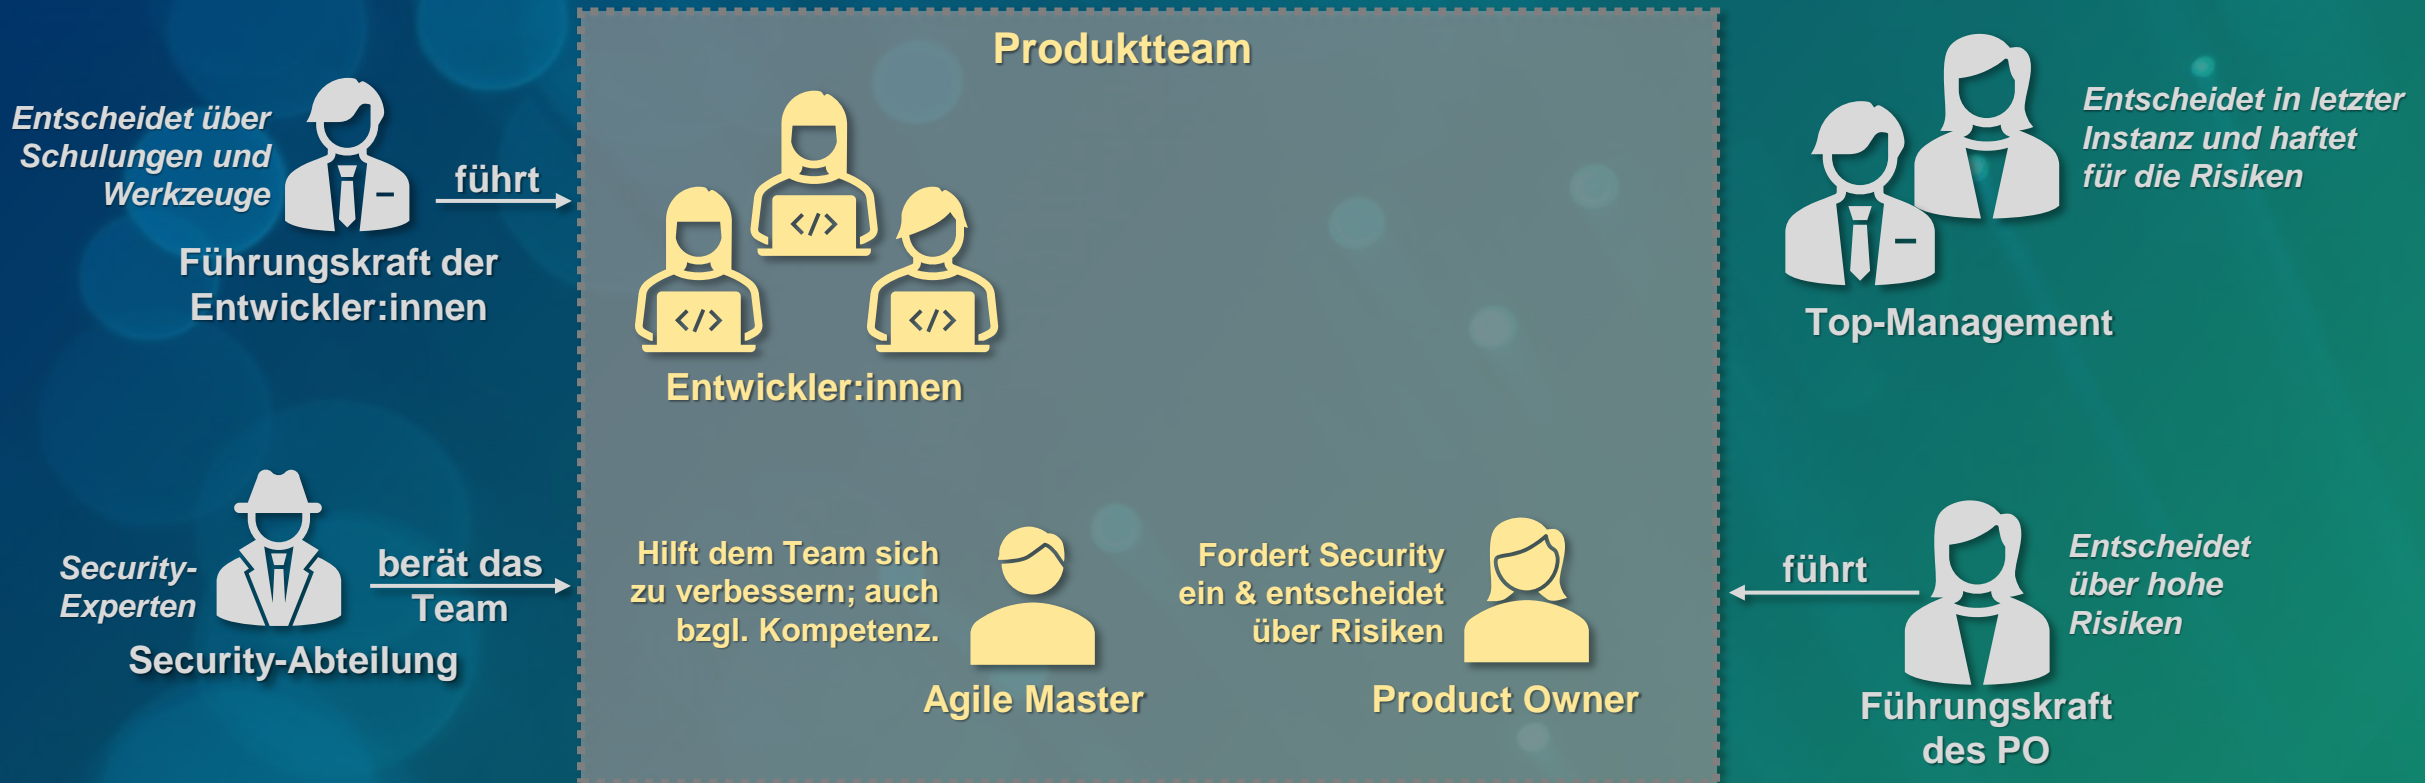 Produktteam
Entscheidet über
Schulungen und
Werkzeuge
führt
Führungskraft der
Entwickler:innen
</>
</>
</>
Entwickler:innen
Entscheidet in letzter
Instanz und haftet
für die Risiken
Top-Management
Security-
Experten
berät das
Team
Security-Abteilung
Hilft dem Team sich
zu verbessern; auch
bzgl. Kompetenz.
Agile Master
Fordert Security
ein & entscheidet
über Risiken
Product Owner
führt
Entscheidet
über hohe
Risiken
Führungskraft
des PO